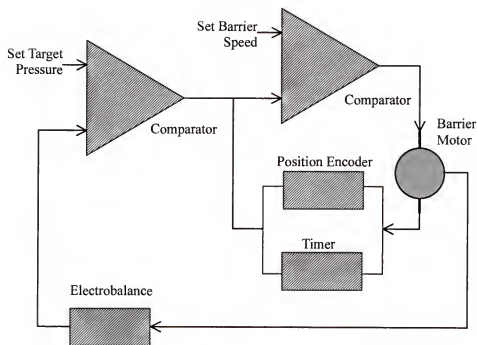 Set Barrier
Speed
Set Target
Pressure
Comparator
Comparator
Barrier
Motor
Position Encoder
Timer
Electrobalance